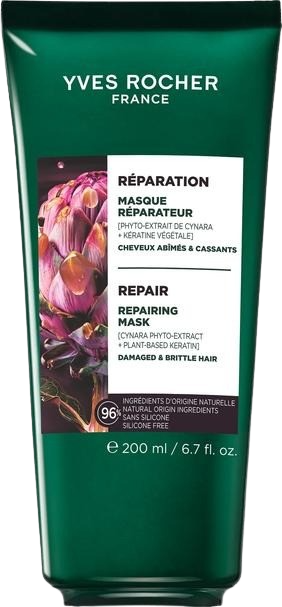 YVES ROCHER
FRANCE
RÉPARATION
MASQUE
RÉPARATEUR
[PHYTO-EXTRAIT DE CYNARA
+ KÉRATINE VÉGÉTALE]
CHEVEUX ABÎMÉS & CASSANTS
REPAIR
REPAIRING
MASK
[CYNARA PHYTO-EXTRACT
+ PLANT-BASED KERATIN]
DAMAGED & BRITTLE HAIR
96%
INGRÉDIENTS D'ORIGINE NATURELLE
NATURAL ORIGIN INGREDIENTS
SANS SILICONE
SILICONE FREE
℮ 200 ml / 6.7 fl. oz.